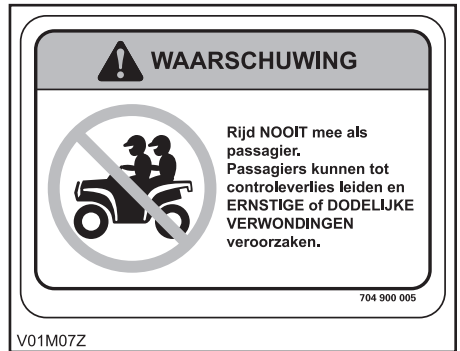 WAARSCHUWING
Rijd NOOIT mee als
passagier.
Passagiers kunnen tot
controleverlies leiden en
ERNSTIGE of DODELIJKE
VERWONDINGEN
veroorzaken.
704 900 005
V01M07Z